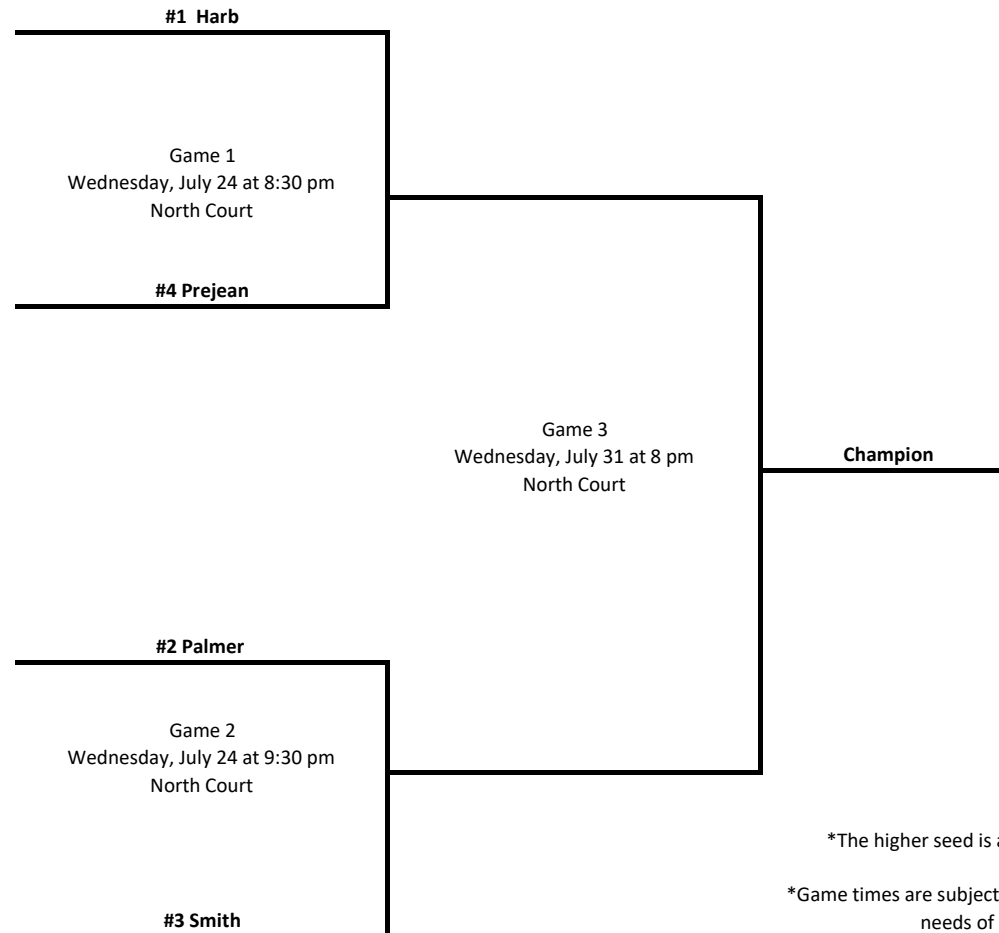 #1 Harb
Game 1
Wednesday, July 24 at 8:30 pm
North Court
#4 Prejean
Game 3
Wednesday, July 31 at 8 pm
North Court
Champion
#2 Palmer
Game 2
Wednesday, July 24 at 9:30 pm
North Court
*The higher seed is
*Game times are subject
needs of
#3 Smith